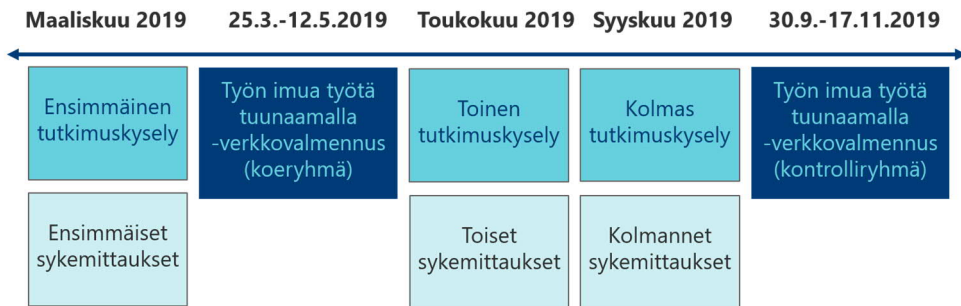 Maaliskuu 2019
25.3.-12.5.2019
Toukokuu 2019
Syyskuu 2019
30.9.-17.11.2019
Ensimmäinen
tutkimuskysely
Työn imua työtä
tuunaamalla
-verkkovalmennus
(koeryhmä)
Toinen
tutkimuskysely
Kolmas
tutkimuskysely
Työn imua työtä
tuunaamalla
-verkkovalmennus
(kontrolliryhmä)
Ensimmäiset
sykemittaukset
Toiset
sykemittaukset
Kolmannet
sykemittaukset